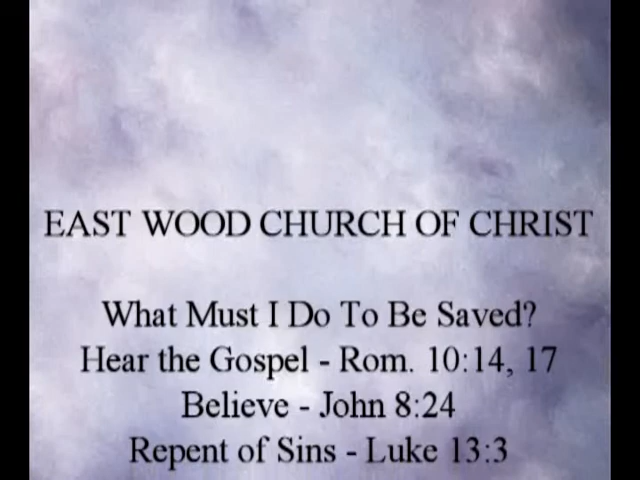 EAST WOOD CHURCH OF CHRIST
What Must I Do To Be Saved?
Hear the Gospel - Rom. 10:14, 17
Believe - John 8:24
Repent of Sins - Luke 13:3